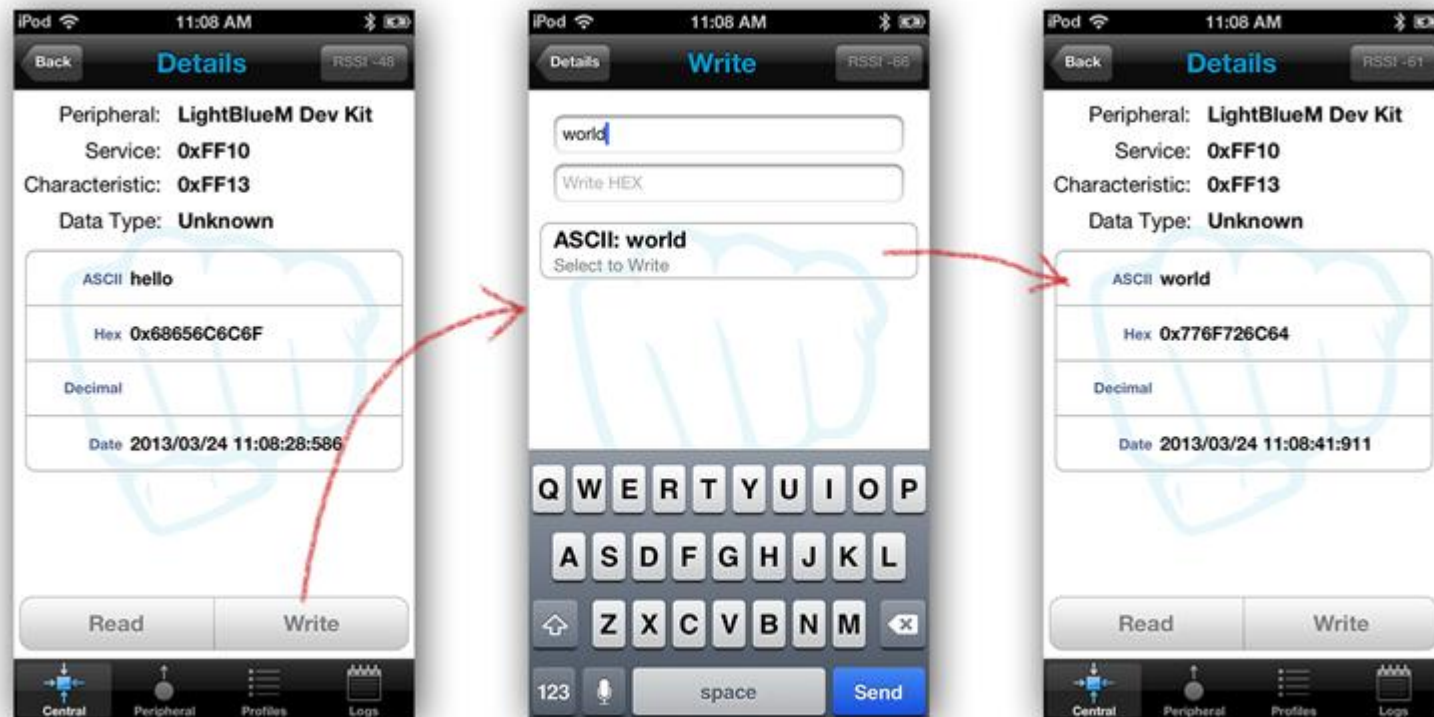 iPod 11:08 AM
Back Details RSSI -48
Peripheral: LightBlueM Dev Kit
Service: 0xFF10
Characteristic: 0xFF13
Data Type: Unknown
ASCII hello
Hex 0x68656C6C6F
Decimal
Date 2013/03/24 11:08:28:586
Read Write
Central Peripheral Profiles Logs
iPod 11:08 AM
Details Write RSSI -66
world
Write HEX
ASCII: world
Select to Write
Q W E R T Y U I O P
A S D F G H J K L
Z X C V B N M
123 space Send
iPod 11:08 AM
Back Details RSSI -61
Peripheral: LightBlueM Dev Kit
Service: 0xFF10
Characteristic: 0xFF13
Data Type: Unknown
ASCII world
Hex 0x776F726C64
Decimal
Date 2013/03/24 11:08:41:911
Read Write
Central Peripheral Profiles Logs